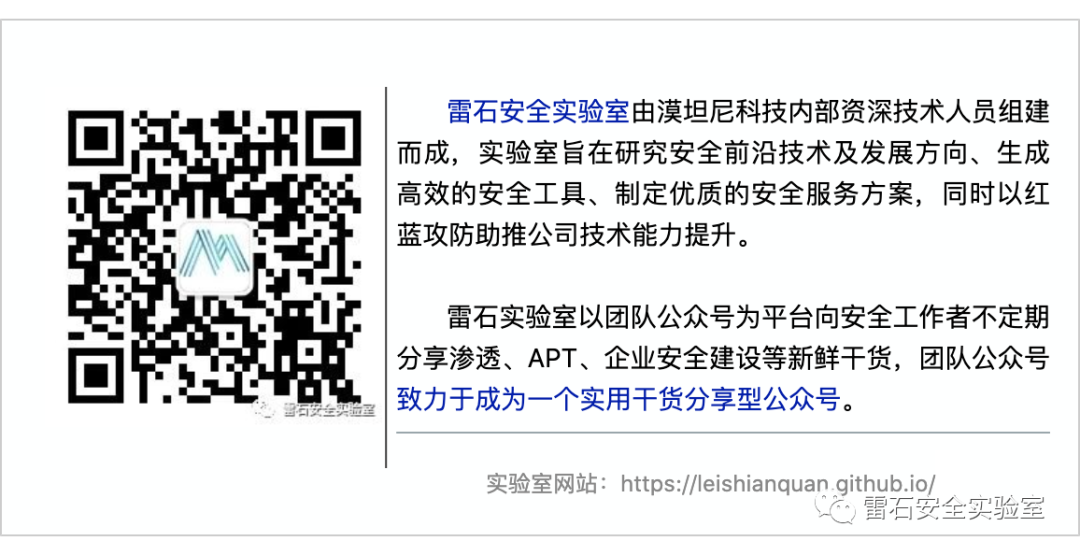 雷石安全实验室由漠坦尼科技内部资深技术人员组建
而成，实验室旨在研究安全前沿技术及发展方向、生成
高效的安全工具、制定优质的安全服务方案，同时以红
蓝攻防助推公司技术能力提升。
雷石实验室以团队公众号为平台向安全工作者不定期
分享渗透、APT、企业安全建设等新鲜干货，团队公众号
致力于成为一个实用干货分享型公众号。
雷石安全实验室
实验室网站：https://leishianquan.github.io/
雷石安全实验室